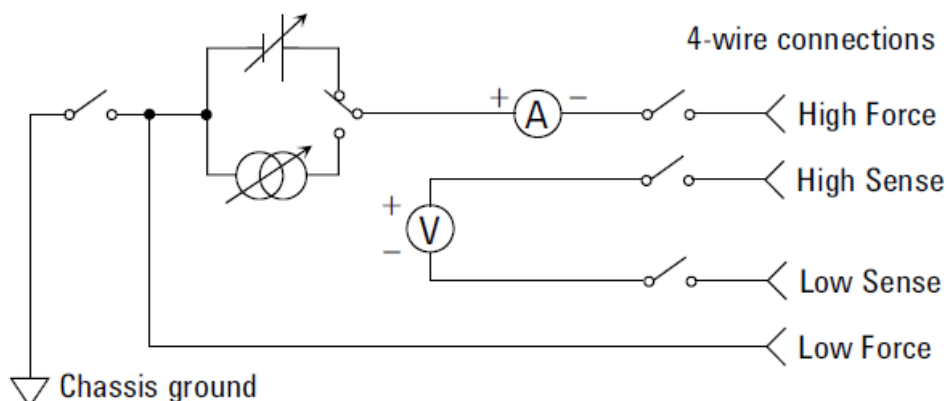 4-wire connections
+ A −
High Force
High Sense
+
V
−
Low Sense
Low Force
Chassis ground